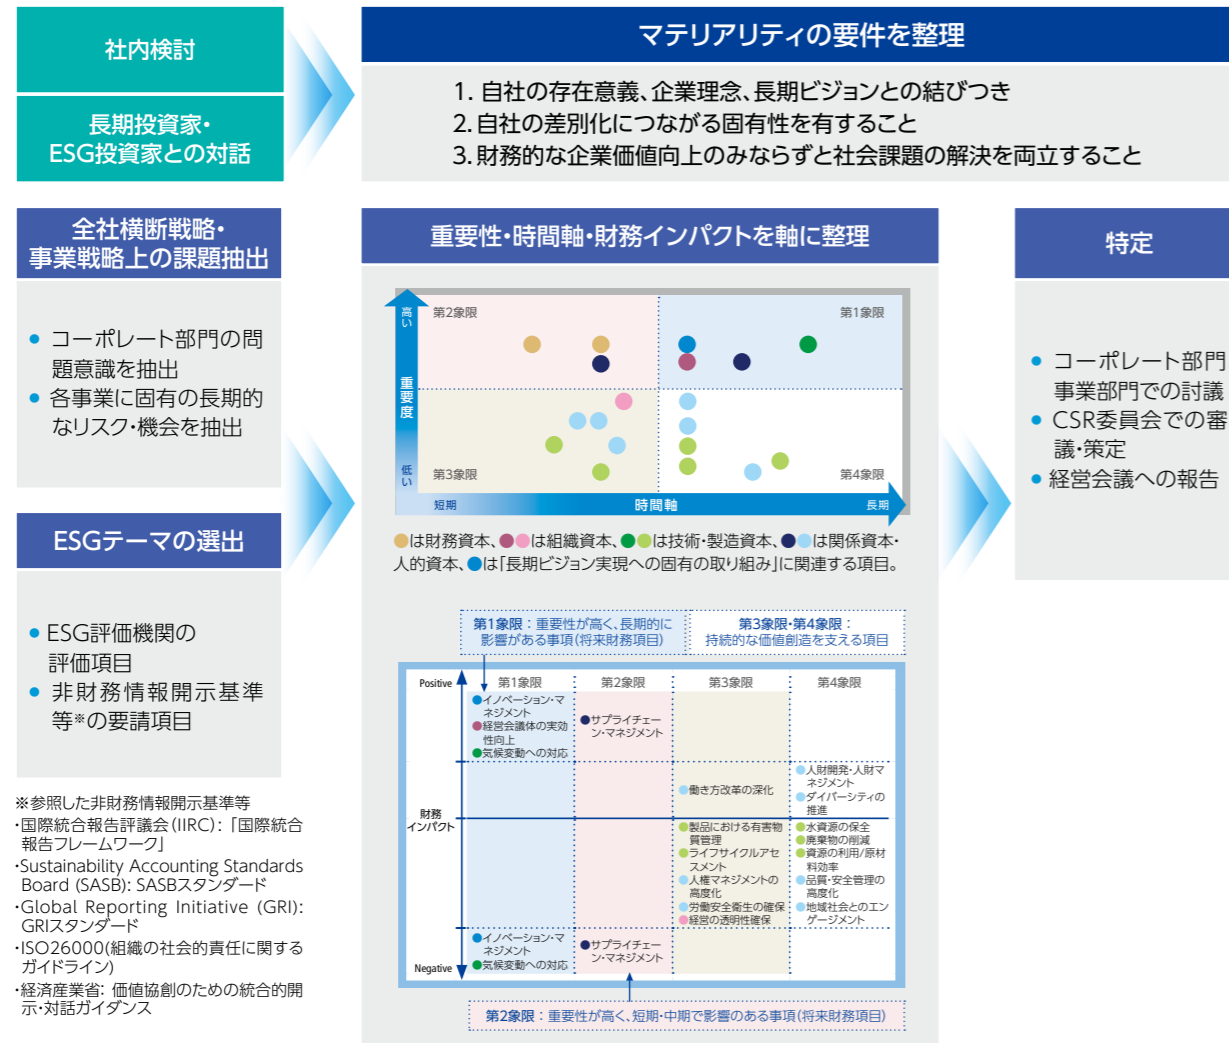 社内検討
長期投資家・
ESG投資家との対話
マテリアリティの要件を整理
1. 自社の存在意義、企業理念、長期ビジョンとの結びつき
2. 自社の差別化につながる固有性を有すること
3. 財務的な企業価値向上のみならずと社会課題の解決を両立すること
全社横断戦略・
事業戦略上の課題抽出
● コーポレート部門の問
題意識を抽出
● 各事業に固有の長期的
なリスク・機会を抽出
ESGテーマの選出
● ESG評価機関の
評価項目
● 非財務情報開示基準
等※の要請項目
※参照した非財務情報開示基準等
・国際統合報告評議会(IIRC):「国際統合
報告フレームワーク」
・Sustainability Accounting Standards
Board (SASB): SASBスタンダード
・Global Reporting Initiative (GRI):
GRIスタンダード
・ISO26000(組織の社会的責任に関する
ガイドライン)
・経済産業省: 価値協創のための統合的開
示・対話ガイダンス
重要性・時間軸・財務インパクトを軸に整理
高い
重要度
低い
第2象限
第1象限
第3象限
第4象限
短期
時間軸
長期
●は財務資本、●●は組織資本、●●は技術・製造資本、●●は関係資本・
人的資本、●は「長期ビジョン実現への固有の取り組み」に関連する項目。
第1象限：重要性が高く、長期的に
影響がある事項(将来財務項目)
第3象限・第4象限：
持続的な価値創造を支える項目
Positive
財務
インパクト
Negative
第1象限
第2象限
第3象限
第4象限
●イノベーション・マ
ネジメント
●経営会議体の実効
性向上
●気候変動への対応
●サプライチェー
ン・マネジメント
●働き方改革の深化
●人財開発・人財マ
ネジメント
●ダイバーシティの
推進
●製品における有害物
質管理
●ライフサイクルアセ
スメント
●人権マネジメントの
高度化
●労働安全衛生の確保
●経営の透明性確保
●水資源の保全
●廃棄物の削減
●資源の利用/原材
料効率
●品質・安全管理の
高度化
●地域社会とのエン
ゲージメント
●イノベーション・マ
ネジメント
●気候変動への対応
●サプライチェー
ン・マネジメント
第2象限：重要性が高く、短期・中期で影響のある事項(将来財務項目)
特定
● コーポレート部門
事業部門での討議
● CSR委員会での審
議・策定
● 経営会議への報告